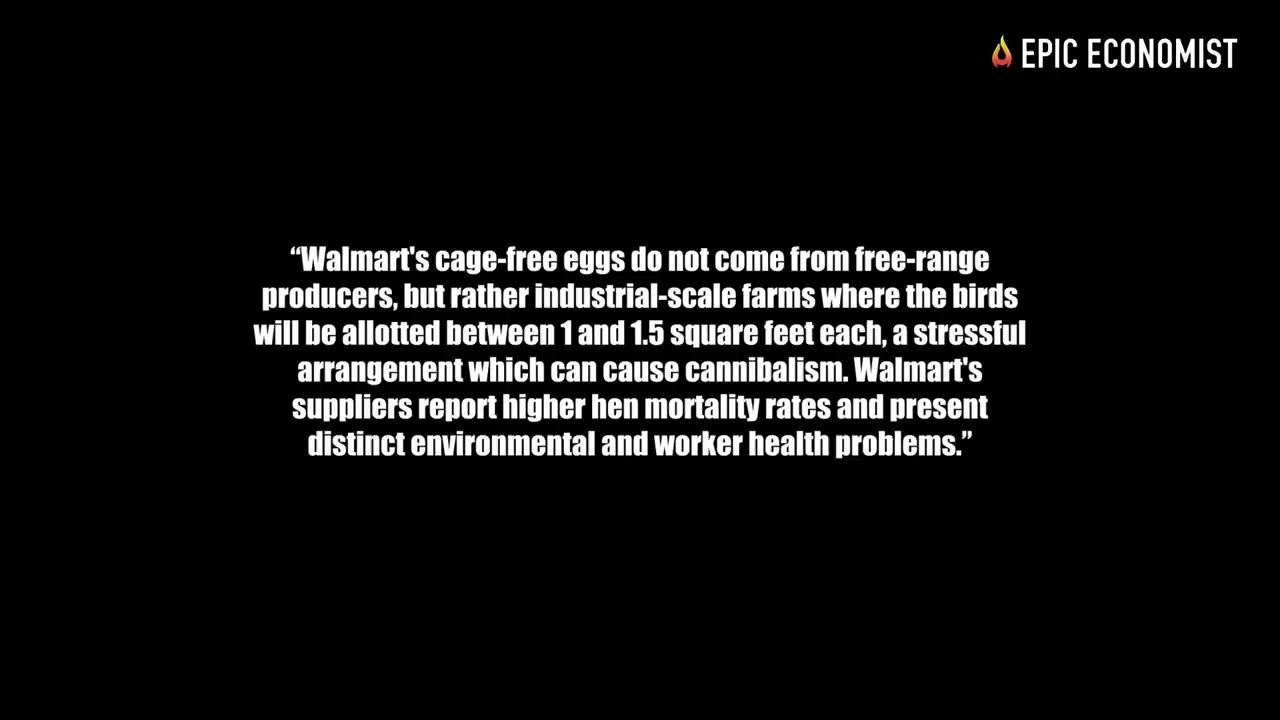 EPIC ECONOMIST
“Walmart's cage-free eggs do not come from free-range
producers, but rather industrial-scale farms where the birds
will be allotted between 1 and 1.5 square feet each, a stressful
arrangement which can cause cannibalism. Walmart's
suppliers report higher hen mortality rates and present
distinct environmental and worker health problems.”